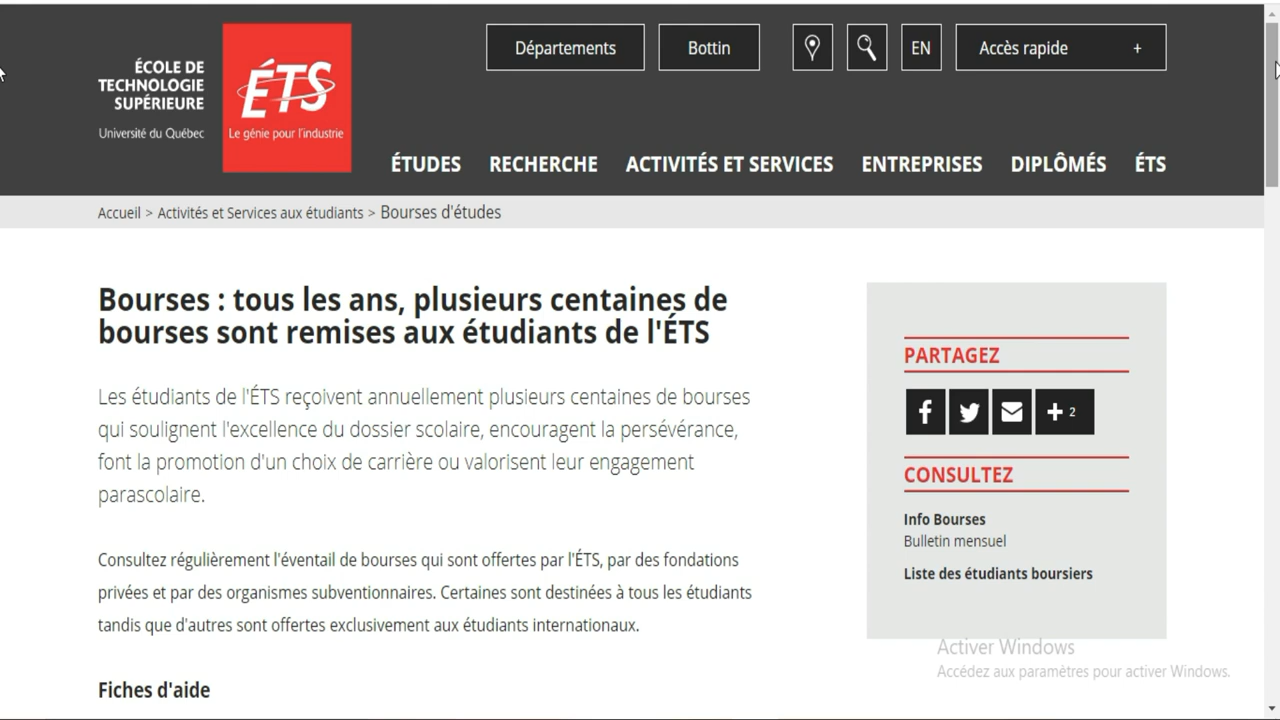 ÉCOLE DE
TECHNOLOGIE
SUPÉRIEURE
Université du Québec
ÉTS
Le génie pour l'industrie
Départements
Bottin
EN
Accès rapide +
ÉTUDES RECHERCHE ACTIVITÉS ET SERVICES ENTREPRISES DIPLÔMÉS ÉTS
Accueil > Activités et Services aux étudiants > Bourses d'études
Bourses : tous les ans, plusieurs centaines de
bourses sont remises aux étudiants de l'ÉTS
Les étudiants de l'ÉTS reçoivent annuellement plusieurs centaines de bourses
qui soulignent l'excellence du dossier scolaire, encouragent la persévérance,
font la promotion d'un choix de carrière ou valorisent leur engagement
parascolaire.
Consultez régulièrement l'éventail de bourses qui sont offertes par l'ÉTS, par des fondations
privées et par des organismes subventionnaires. Certaines sont destinées à tous les étudiants
tandis que d'autres sont offertes exclusivement aux étudiants internationaux.
Fiches d'aide
PARTAGEZ
+ 2
CONSULTEZ
Info Bourses
Bulletin mensuel
Liste des étudiants boursiers
Activer Windows
Accédez aux paramètres pour activer Windows.